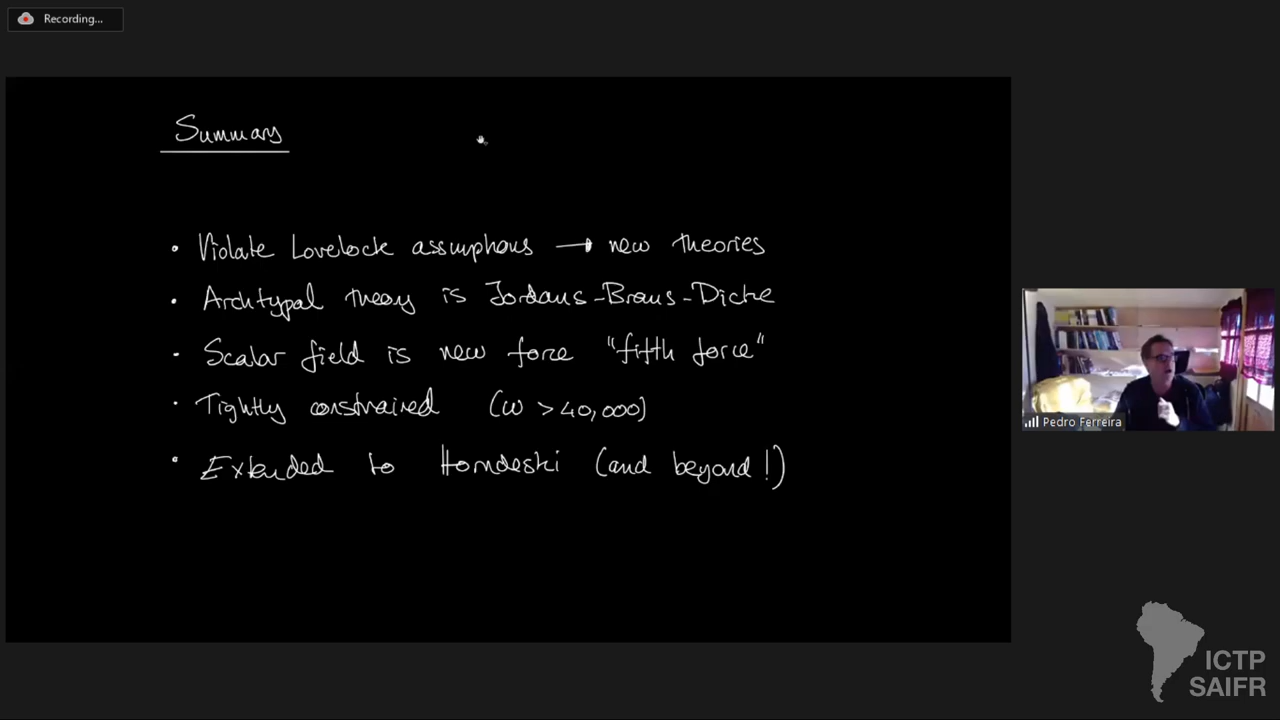 Recording...
Summary
• Violate Lovelock assumptions → new theories
• Archtypal theory is Jordans-Brans-Dicke
• Scalar field is new force "fifth force"
• Tightly constrained (ω > 40,000)
• Extended to Horndeski (and beyond!)
Pedro Ferreira
ICTP
SAIFR